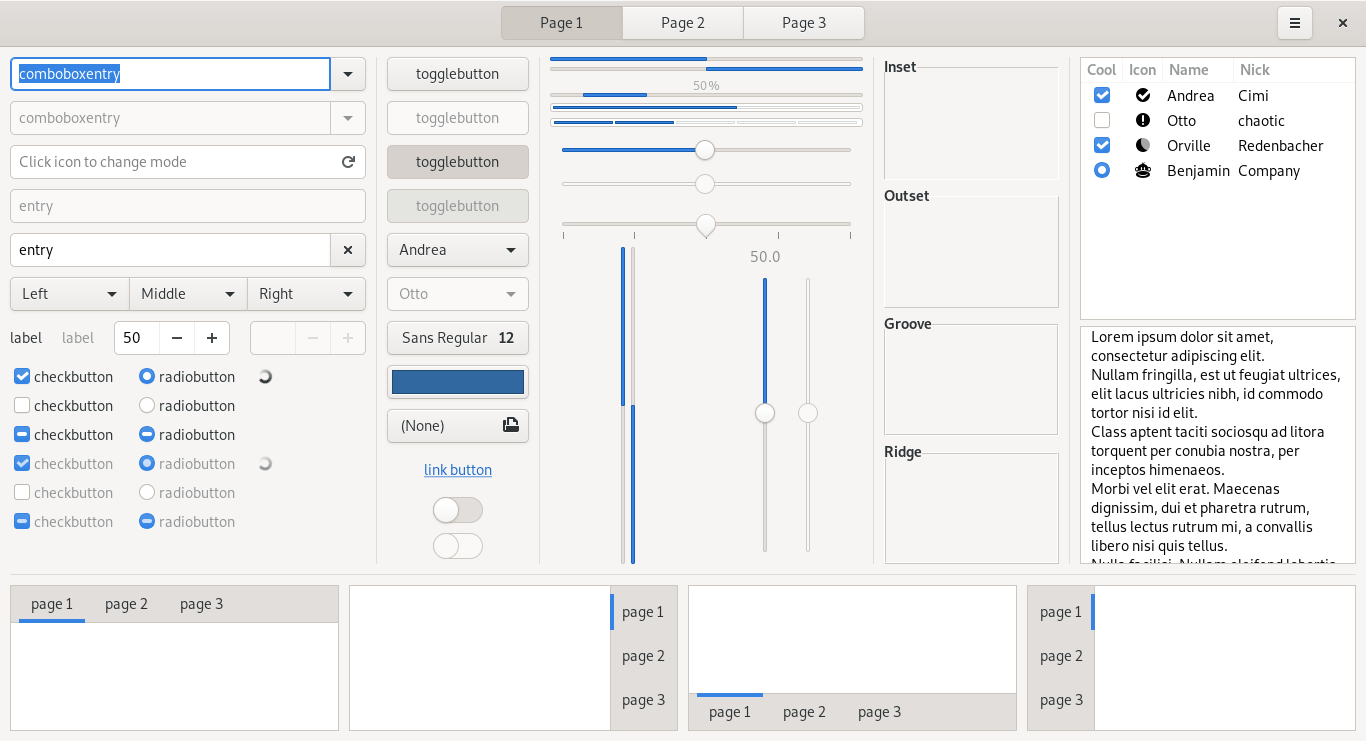 Page 1
Page 2
Page 3
comboboxentry
comboboxentry
Click icon to change mode
entry
entry
Left
Middle
Right
label
label
50
checkbutton
radiobutton
checkbutton
radiobutton
checkbutton
radiobutton
checkbutton
radiobutton
checkbutton
radiobutton
checkbutton
radiobutton
togglebutton
togglebutton
togglebutton
togglebutton
Andrea
Otto
Sans Regular 12
(None)
link button
50 %
50.0
Inset
Outset
Groove
Ridge
Cool Icon Name Nick
Andrea Cimi
Otto chaotic
Orville Redenbacher
Benjamin Company
Lorem ipsum dolor sit amet,
consectetur adipiscing elit.
Nullam fringilla, est ut feugiat ultrices,
elit lacus ultricies nibh, id commodo
tortor nisi id elit.
Class aptent taciti sociosqu ad litora
torquent per conubia nostra, per
inceptos himenaeos.
Morbi vel elit erat. Maecenas
dignissim, dui et pharetra rutrum,
tellus lectus rutrum mi, a convallis
libero nisi quis tellus.
page 1
page 2
page 3
page 1
page 2
page 3
page 1
page 2
page 3
page 1
page 2
page 3